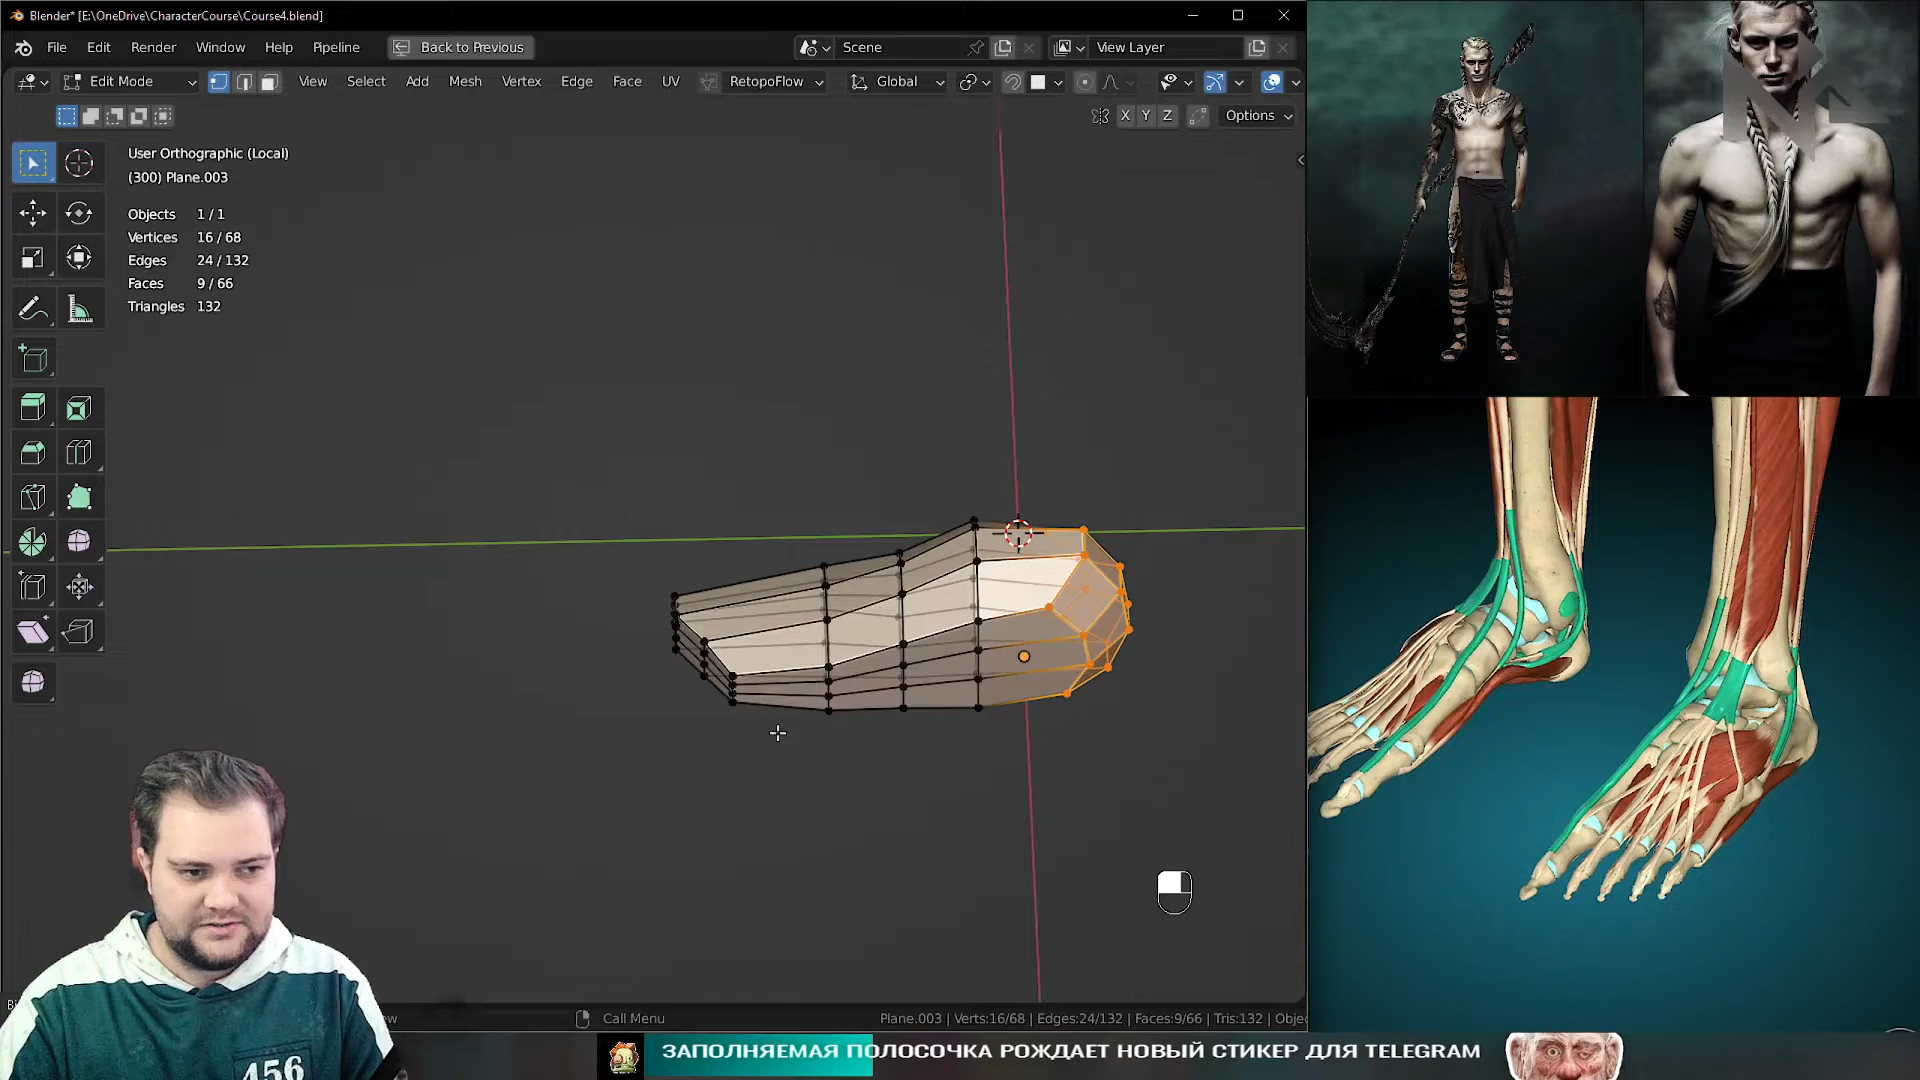 Blender* [E:\OneDrive\CharacterCourse\Course4.blend]
File Edit Render Window Help Pipeline Back to Previous Scene View Layer
Edit Mode View Select Add Mesh Vertex Edge Face UV RetopoFlow Global
X Y Z Options
User Orthographic (Local)
(300) Plane.003
Objects 1 / 1
Vertices 16 / 68
Edges 24 / 132
Faces 9 / 66
Triangles 132
Call Menu Plane.003 | Verts:16/68 | Edges:24/132 | Faces:9/66 | Tris:132 | Objec
456
ЗАПОЛНЯЕМАЯ ПОЛОСОЧКА РОЖДАЕТ НОВЫЙ СТИКЕР ДЛЯ TELEGRAM